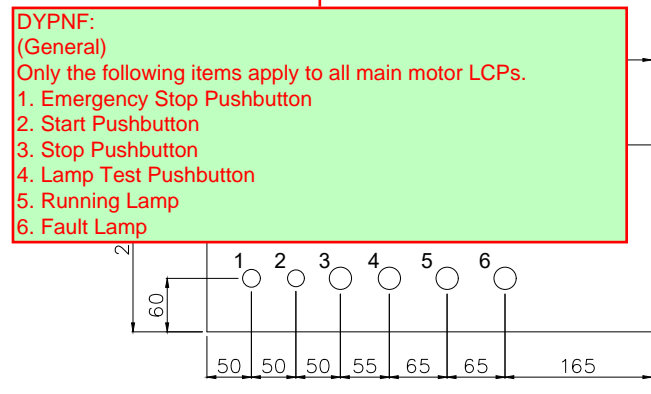 DYPNF:
(General)
Only the following items apply to all main motor LCPs.
1. Emergency Stop Pushbutton
2. Start Pushbutton
3. Stop Pushbutton
4. Lamp Test Pushbutton
5. Running Lamp
6. Fault Lamp
2
1 2 3 4 5 6
60
50 50 50 55 65 65 165